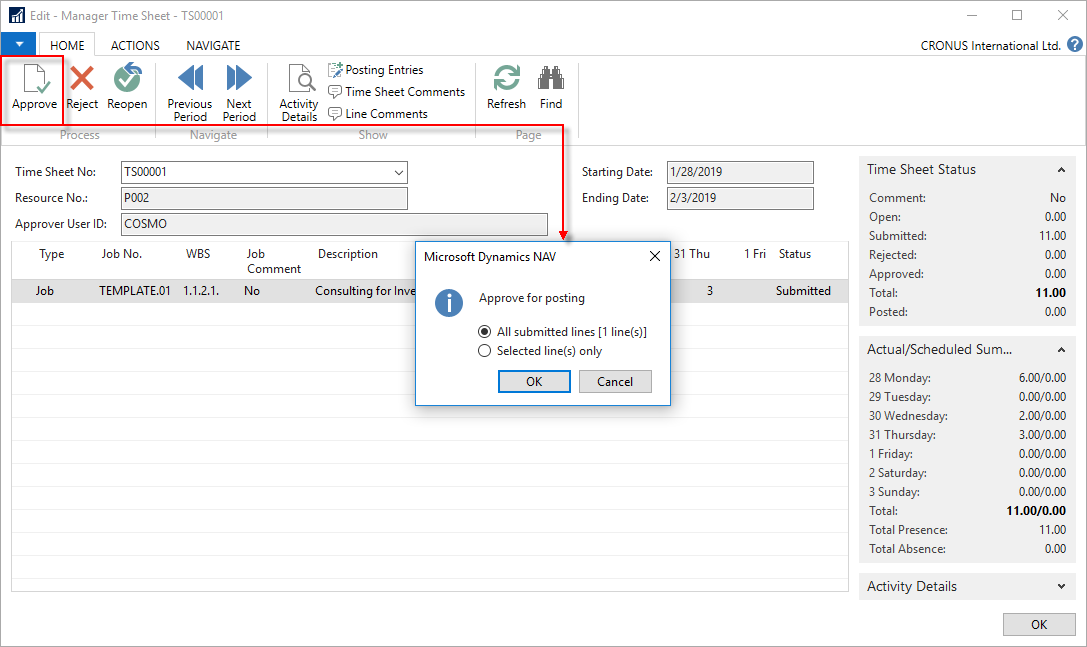 Edit - Manager Time Sheet - TS00001
HOME ACTIONS NAVIGATE CRONUS International Ltd. ?
Approve Reject Reopen
Previous Period
Next Period
Activity Details
Posting Entries
Time Sheet Comments
Line Comments
Refresh Find
Process Navigate Show Page
Time Sheet No: TS00001
Resource No.: P002
Approver User ID: COSMO
Starting Date: 1/28/2019
Ending Date: 2/3/2019
Type Job No. WBS Job Comment Description 31 Thu 1 Fri Status
Job TEMPLATE.01 1.1.2.1. No Consulting for Inve 3 Submitted
Microsoft Dynamics NAV
Approve for posting
All submitted lines [1 line(s)]
Selected line(s) only
OK Cancel
Time Sheet Status
Comment: No
Open: 0.00
Submitted: 11.00
Rejected: 0.00
Approved: 0.00
Total: 11.00
Posted: 0.00
Actual/Scheduled Sum...
28 Monday: 6.00/0.00
29 Tuesday: 0.00/0.00
30 Wednesday: 2.00/0.00
31 Thursday: 3.00/0.00
1 Friday: 0.00/0.00
2 Saturday: 0.00/0.00
3 Sunday: 0.00/0.00
Total: 11.00/0.00
Total Presence: 11.00
Total Absence: 0.00
Activity Details
OK